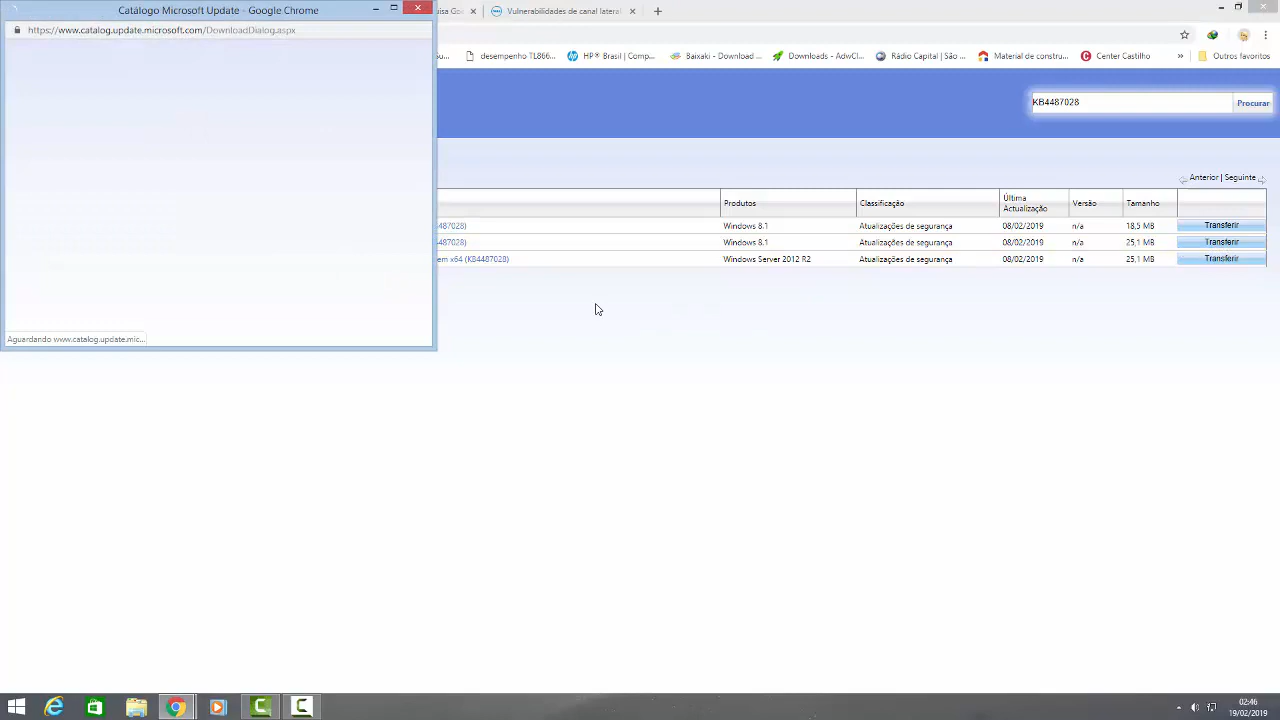 Catálogo Microsoft Update - Google Chrome
https://www.catalog.update.microsoft.com/DownloadDialog.aspx
uisa Go
Vulnerabilidades de canal lateral
Su...
desempenho TL866...
HP® Brasil | Comp...
Baixaki - Download ...
Downloads - AdwCl...
Rádio Capital | São ...
Material de constru...
Center Castilho
»
Outros favoritos
KB4487028
Procurar
Anterior | Seguinte
Produtos
Classificação
Última Actualização
Versão
Tamanho
487028)
Windows 8.1
Atualizações de segurança
08/02/2019
n/a
18,5 MB
Transferir
487028)
Windows 8.1
Atualizações de segurança
08/02/2019
n/a
25,1 MB
Transferir
em x64 (KB4487028)
Windows Server 2012 R2
Atualizações de segurança
08/02/2019
n/a
25,1 MB
Transferir
Aguardando www.catalog.update.mic...
02:46
19/02/2019